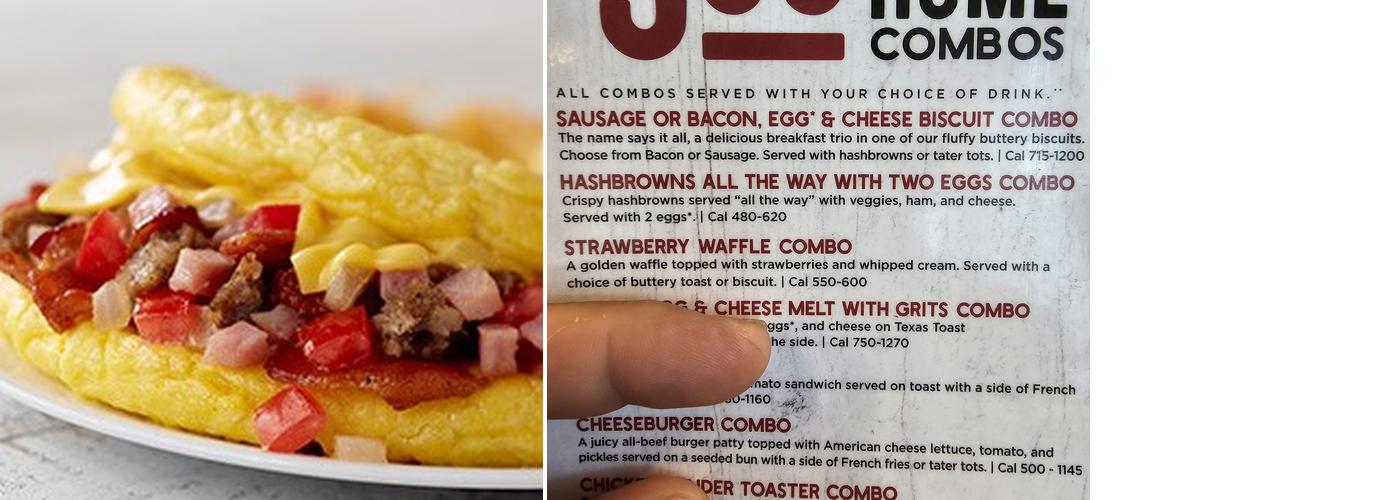 COMBOS
ALL COMBOS SERVED WITH YOUR CHOICE OF DRINK.**
SAUSAGE OR BACON, EGG* & CHEESE BISCUIT COMBO
The name says it all, a delicious breakfast trio in one of our fluffy buttery biscuits.
Choose from Bacon or Sausage. Served with hashbrowns or tater tots. | Cal 715-1200
HASHBROWNS ALL THE WAY WITH TWO EGGS COMBO
Crispy hashbrowns served "all the way" with veggies, ham, and cheese.
Served with 2 eggs*. | Cal 480-620
STRAWBERRY WAFFLE COMBO
A golden waffle topped with strawberries and whipped cream. Served with a
choice of buttery toast or biscuit. | Cal 550-600
& CHEESE MELT WITH GRITS COMBO
and cheese on Texas Toast
side. | Cal 750-1270
sandwich served on toast with a side of French
CHEESEBURGER COMBO
A juicy all-beef burger patty topped with American cheese lettuce, tomato, and
pickles served on a seeded bun with a side of French fries or tater tots. | Cal 500 - 1145
TOASTER COMBO